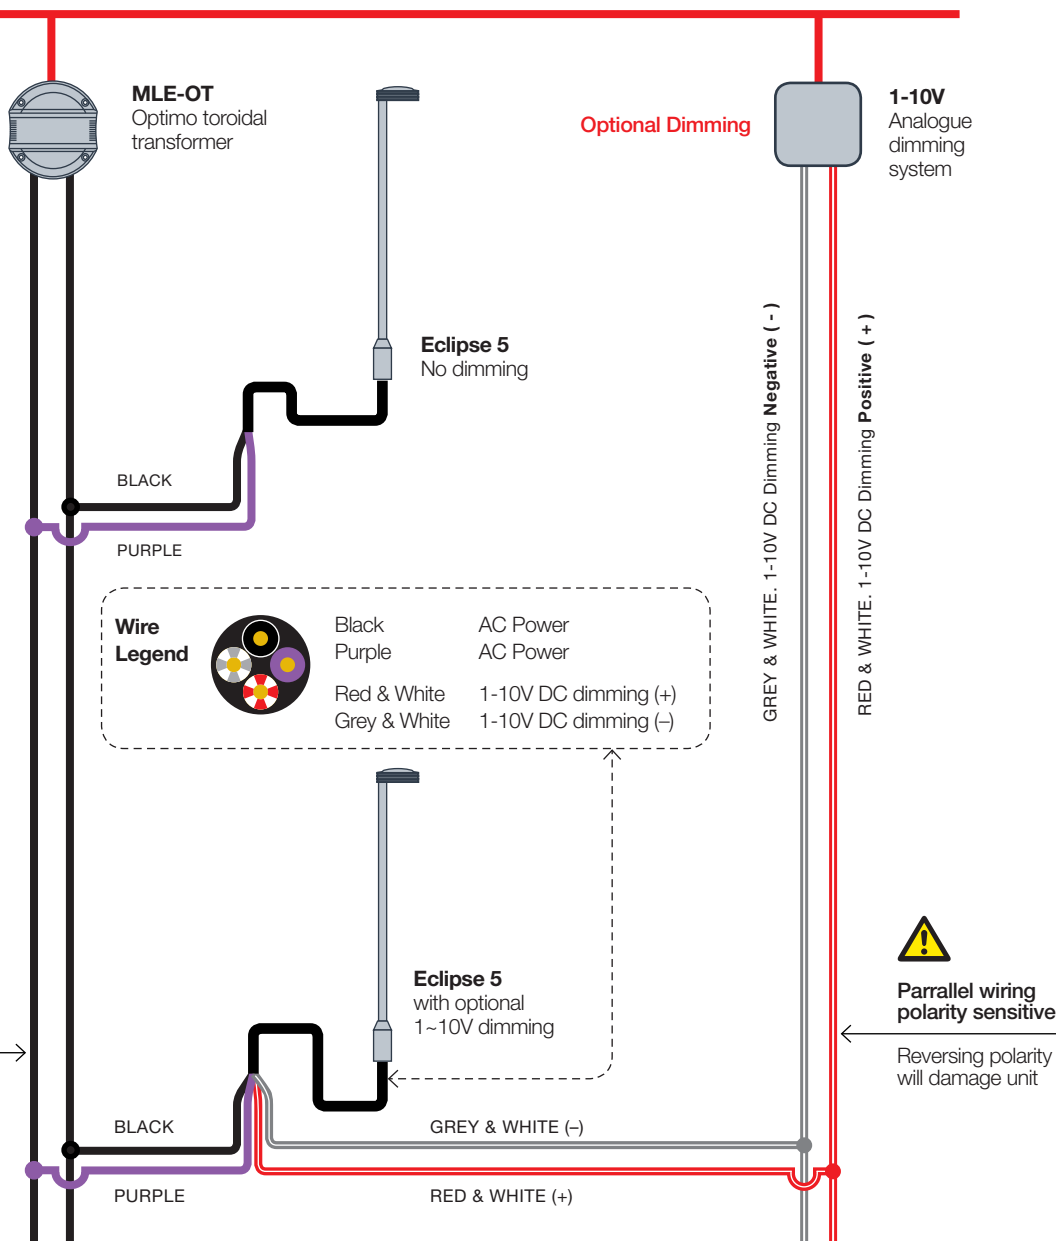 MLE-OT
Optimo toroidal
transformer
Optional Dimming
1-10V
Analogue
dimming
system
Eclipse 5
No dimming
GREY & WHITE. 1-10V DC Dimming Negative ( - )
RED & WHITE. 1-10V DC Dimming Positive ( + )
BLACK
PURPLE
Wire
Legend
Black AC Power
Purple AC Power
Red & White 1-10V DC dimming (+)
Grey & White 1-10V DC dimming (–)
Eclipse 5
with optional
1~10V dimming
Parrallel wiring
polarity sensitive
Reversing polarity
will damage unit
BLACK
GREY & WHITE (–)
PURPLE
RED & WHITE (+)